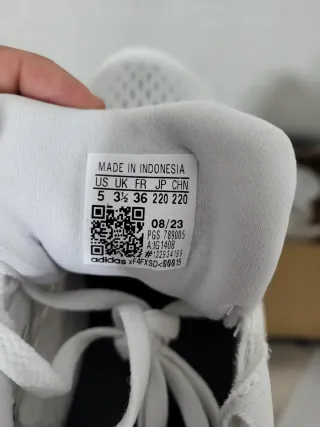 MADE IN INDONESIA
US UK FR JP CHN
5 3½ 36 220 220
08/23
PGS 789005
A:IG1408
adidas